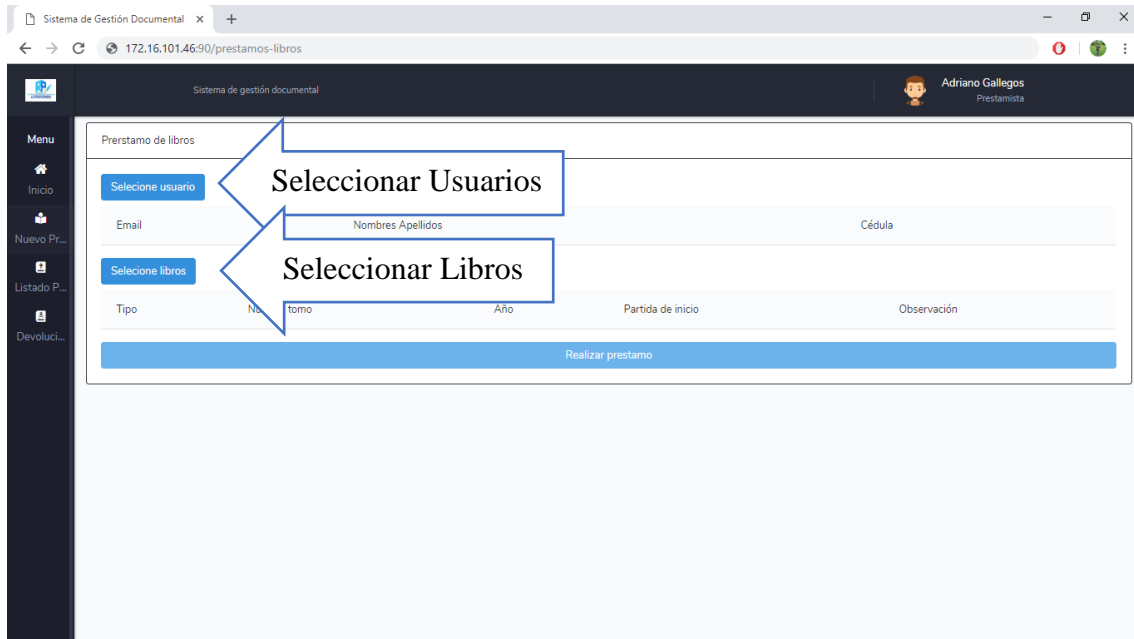 Sistema de Gestión Documental
172.16.101.46:90/prestamos-libros
Sistema de gestión documental
Adriano Gallegos
Prestamista
Menu
Inicio
Nuevo Pr...
Listado P...
Devoluci...
Prerstamo de libros
Selecione usuario
Seleccionar Usuarios
Email
Nombres Apellidos
Cédula
Selecione libros
Seleccionar Libros
Tipo
tomo
Año
Partida de inicio
Observación
Realizar prestamo